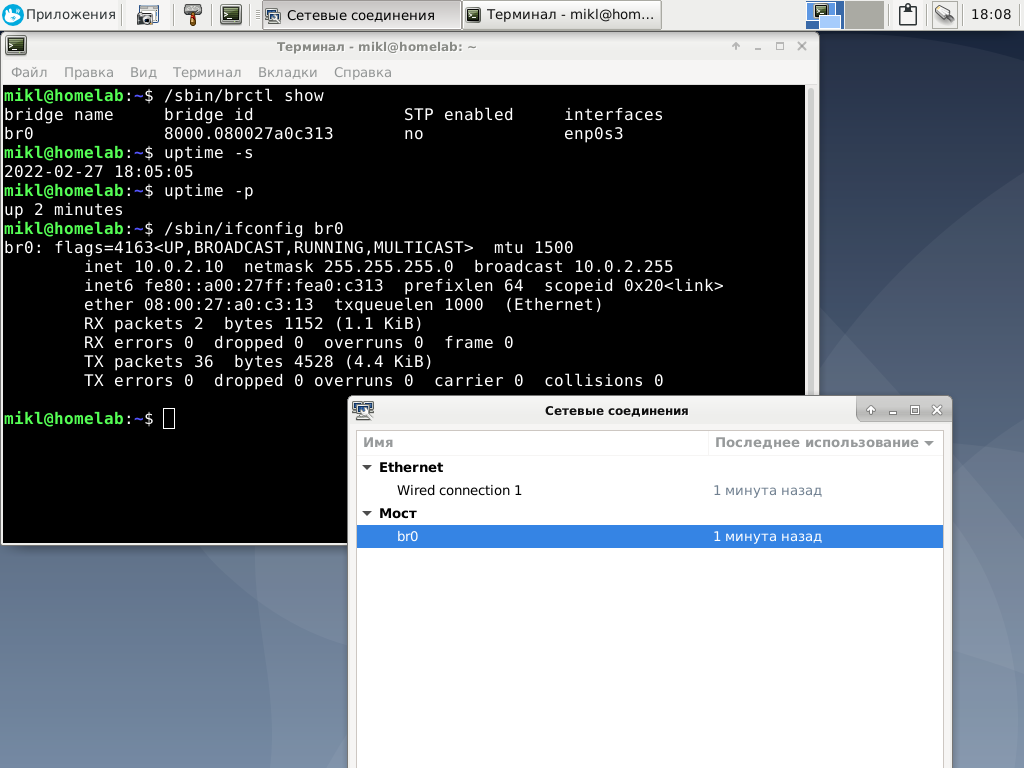 Приложения
Сетевые соединения
Терминал - mikl@hom...
18:08
Терминал - mikl@homelab: ~
Файл Правка Вид Терминал Вкладки Справка
mikl@homelab:~$ /sbin/brctl show
bridge name     bridge id               STP enabled     interfaces
br0             8000.080027a0c313       no              enp0s3
mikl@homelab:~$ uptime -s
2022-02-27 18:05:05
mikl@homelab:~$ uptime -p
up 2 minutes
mikl@homelab:~$ /sbin/ifconfig br0
br0: flags=4163<UP,BROADCAST,RUNNING,MULTICAST>  mtu 1500
        inet 10.0.2.10  netmask 255.255.255.0  broadcast 10.0.2.255
        inet6 fe80::a00:27ff:fea0:c313  prefixlen 64  scopeid 0x20<link>
        ether 08:00:27:a0:c3:13  txqueuelen 1000  (Ethernet)
        RX packets 2  bytes 1152 (1.1 KiB)
        RX errors 0  dropped 0  overruns 0  frame 0
        TX packets 36  bytes 4528 (4.4 KiB)
        TX errors 0  dropped 0 overruns 0  carrier 0  collisions 0
mikl@homelab:~$
Сетевые соединения
Имя Последнее использование
Ethernet
Wired connection 1 1 минута назад
Мост
br0 1 минута назад